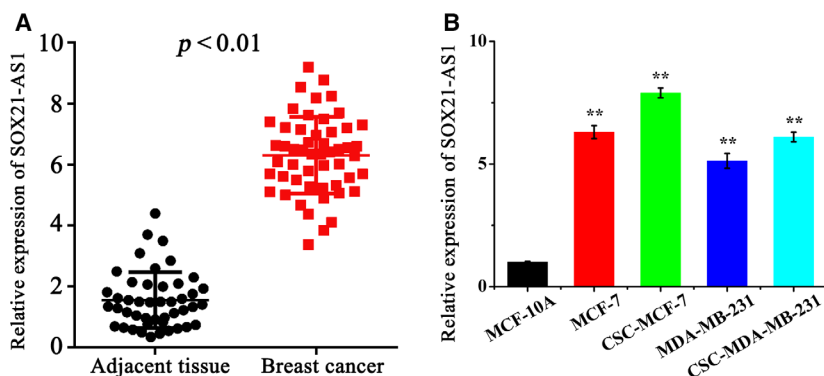 A
Relative expression of SOX21-AS1
10
8
6
4
2
0
p < 0.01
Adjacent tissue
Breast cancer
B
Relative expression of SOX21-AS1
10
5
0
**
**
**
**
MCF-10A
MCF-7
CSC-MCF-7
MDA-MB-231
CSC-MDA-MB-231